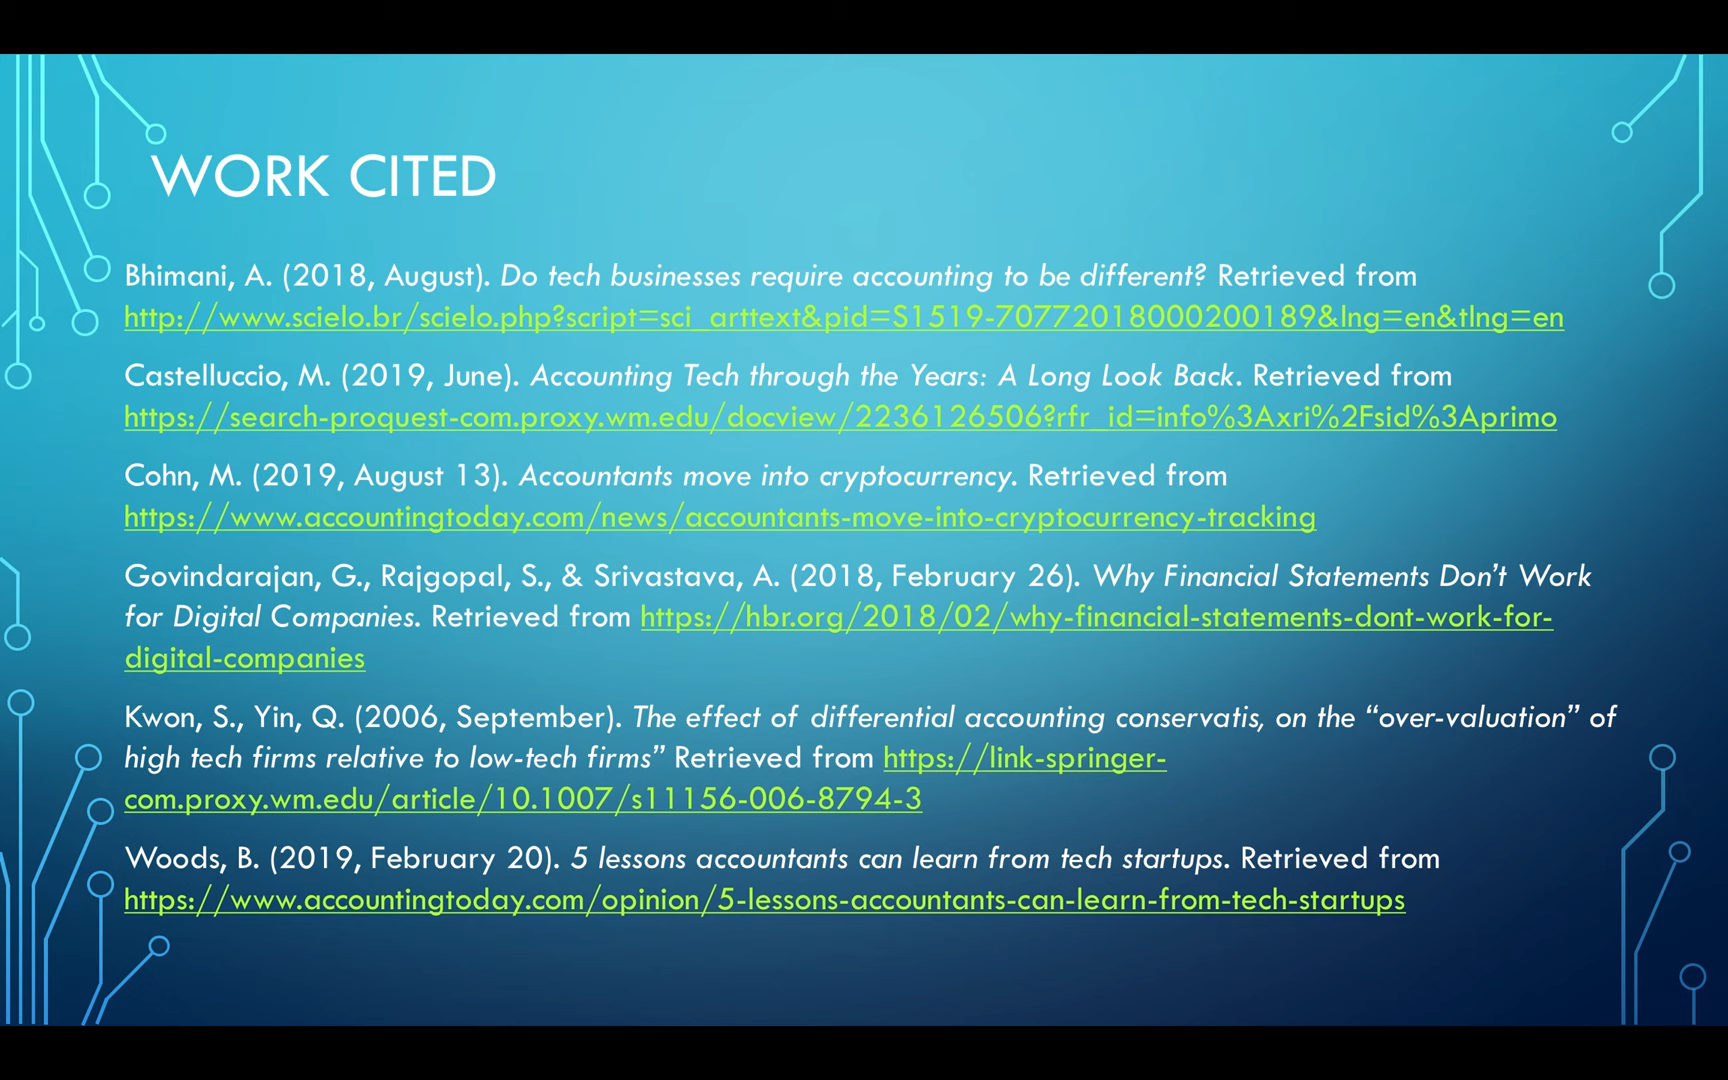 WORK CITED
Bhimani, A. (2018, August). Do tech businesses require accounting to be different? Retrieved from
http://www.scielo.br/scielo.php?script=sci_arttext&pid=S1519-70772018000200189&lng=en&tlng=en
Castelluccio, M. (2019, June). Accounting Tech through the Years: A Long Look Back. Retrieved from
https://search-proquest-com.proxy.wm.edu/docview/2236126506?rfr_id=info%3Axri%2Fsid%3Aprimo
Cohn, M. (2019, August 13). Accountants move into cryptocurrency. Retrieved from
https://www.accountingtoday.com/news/accountants-move-into-cryptocurrency-tracking
Govindarajan, G., Rajgopal, S., & Srivastava, A. (2018, February 26). Why Financial Statements Don’t Work
for Digital Companies. Retrieved from https://hbr.org/2018/02/why-financial-statements-dont-work-for-
digital-companies
Kwon, S., Yin, Q. (2006, September). The effect of differential accounting conservatis, on the “over-valuation” of
high tech firms relative to low-tech firms” Retrieved from https://link-springer-
com.proxy.wm.edu/article/10.1007/s11156-006-8794-3
Woods, B. (2019, February 20). 5 lessons accountants can learn from tech startups. Retrieved from
https://www.accountingtoday.com/opinion/5-lessons-accountants-can-learn-from-tech-startups